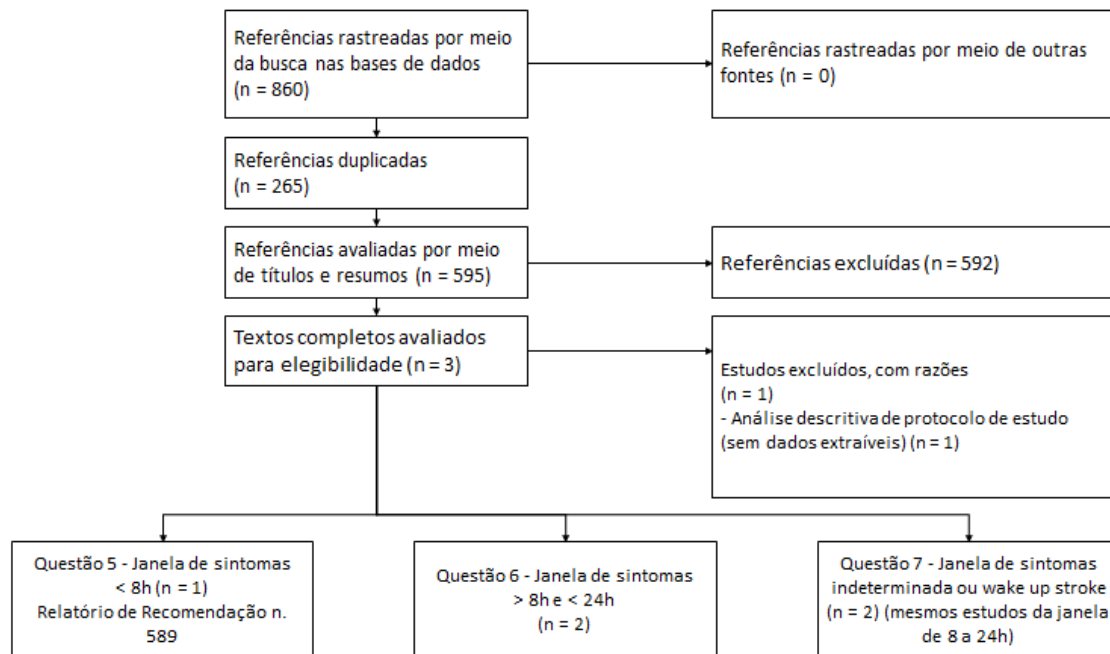 Referências rastreadas por meio
da busca nas bases de dados
(n = 860)
Referências rastreadas por meio de outras
fontes (n = 0)
Referências duplicadas
(n = 265)
Referências avaliadas por meio
de títulos e resumos (n = 595)
Referências excluídas (n = 592)
Textos completos avaliados
para elegibilidade (n = 3)
Estudos excluídos, com razões
(n = 1)
- Análise descritiva de protocolo de estudo
(sem dados extraíveis) (n = 1)
Questão 5 - Janela de sintomas
< 8h (n = 1)
Relatório de Recomendação n.
589
Questão 6 - Janela de sintomas
> 8h e < 24h
(n = 2)
Questão 7 - Janela de sintomas
indeterminada ou wake up stroke
(n = 2) (mesmos estudos da janela
de 8 a 24h)